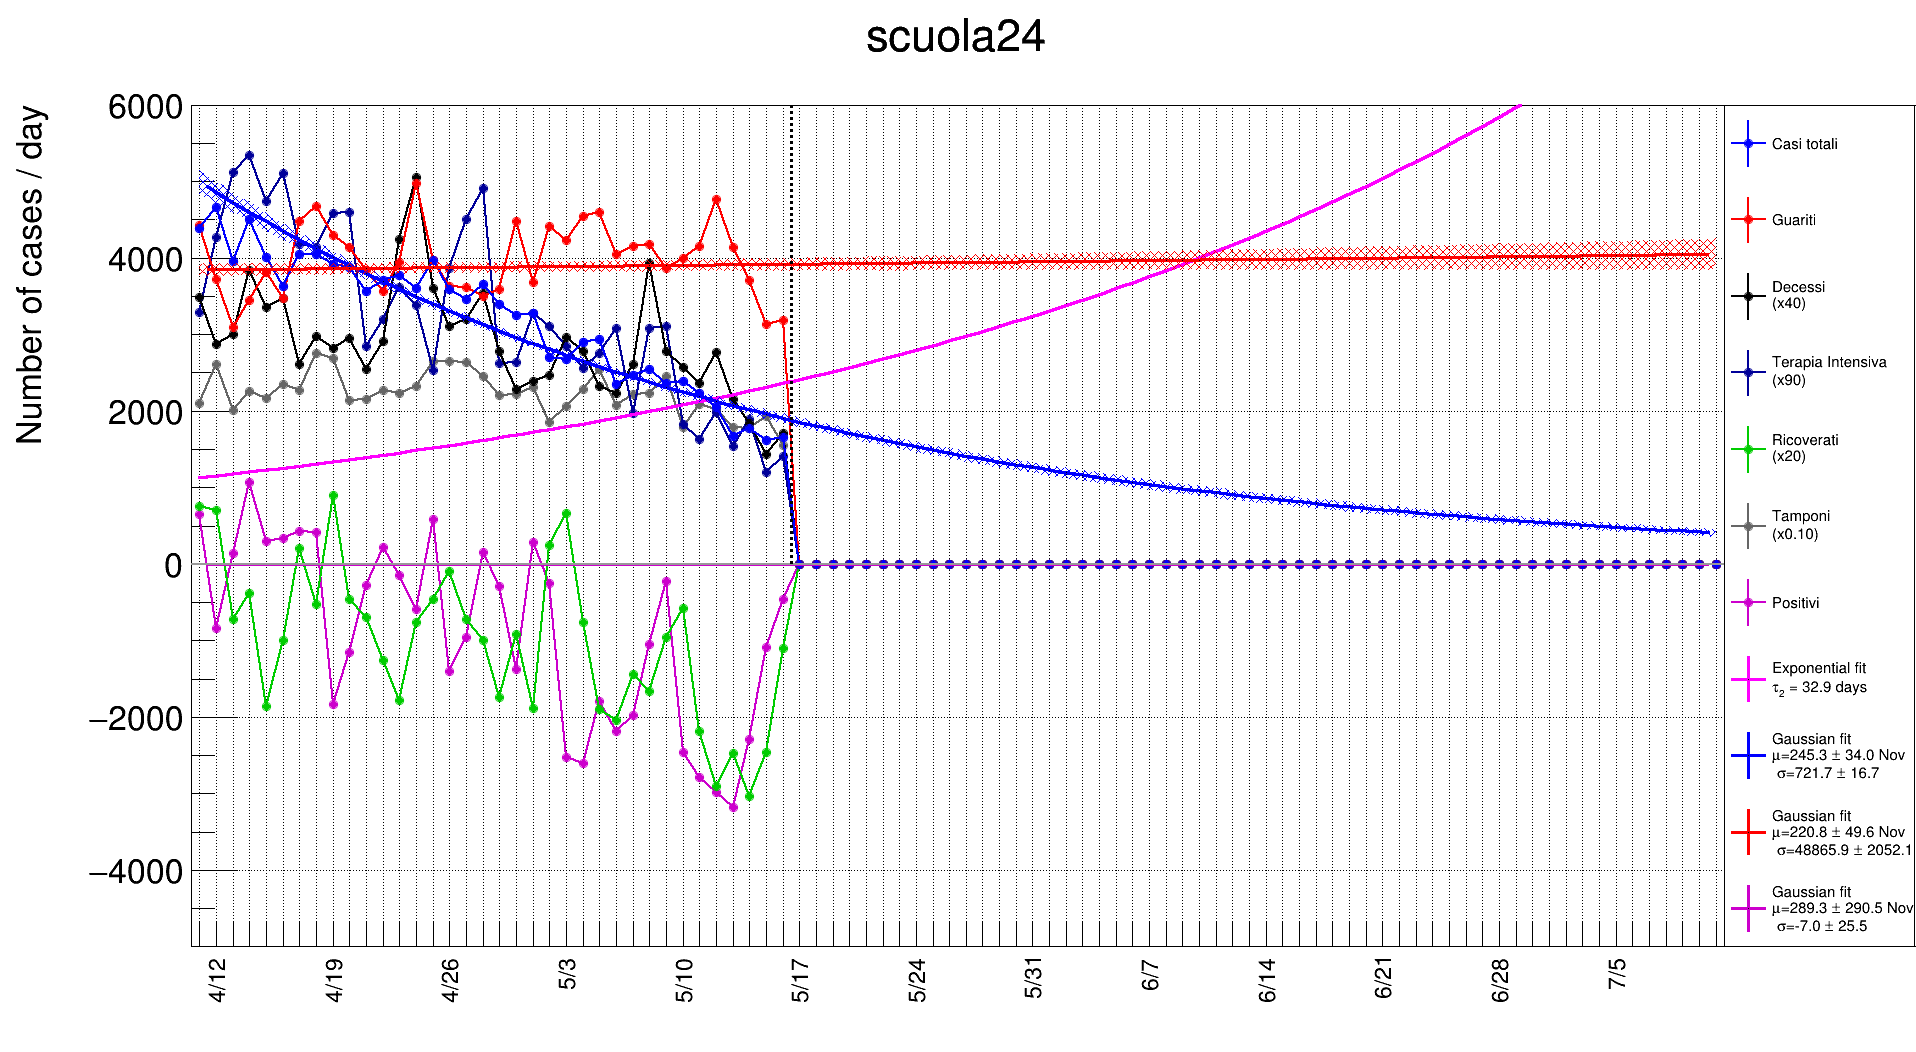 scuola24
Number of cases / day
6000
4000
2000
0
−2000
−4000
4/12
4/19
4/26
5/3
5/10
5/17
5/24
5/31
6/7
6/14
6/21
6/28
7/5
Casi totali
Guariti
Decessi
(x40)
Terapia Intensiva
(x90)
Ricoverati
(x20)
Tamponi
(x0.10)
Positivi
Exponential fit
τ2 = 32.9 days
Gaussian fit
μ=245.3 ± 34.0 Nov
σ=721.7 ± 16.7
Gaussian fit
μ=220.8 ± 49.6 Nov
σ=48865.9 ± 2052.1
Gaussian fit
μ=289.3 ± 290.5 Nov
σ=-7.0 ± 25.5